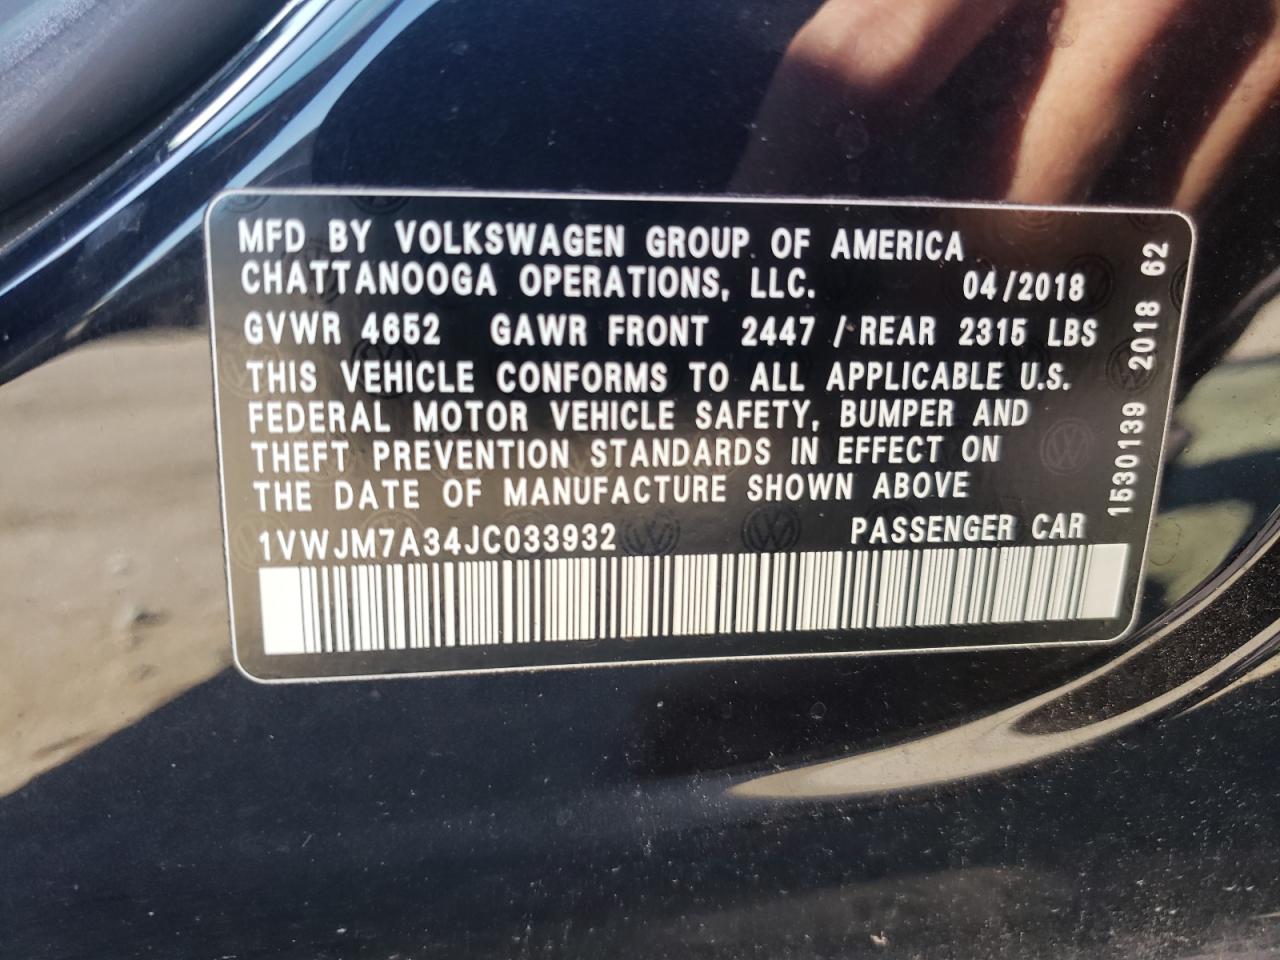 MFD BY VOLKSWAGEN GROUP OF AMERICA
CHATTANOOGA OPERATIONS, LLC. 04/2018
GVWR 4652 GAWR FRONT 2447 / REAR 2315 LBS
THIS VEHICLE CONFORMS TO ALL APPLICABLE U.S.
FEDERAL MOTOR VEHICLE SAFETY, BUMPER AND
THEFT PREVENTION STANDARDS IN EFFECT ON
THE DATE OF MANUFACTURE SHOWN ABOVE
1VWJM7A34JC033932 PASSENGER CAR
1530139 2018 62